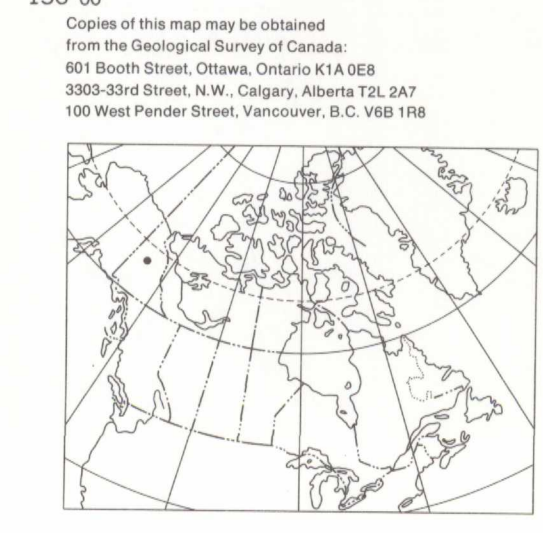 Copies of this map may be obtained
from the Geological Survey of Canada:
601 Booth Street, Ottawa, Ontario K1A 0E8
3303-33rd Street, N.W., Calgary, Alberta T2L 2A7
100 West Pender Street, Vancouver, B.C. V6B 1R8